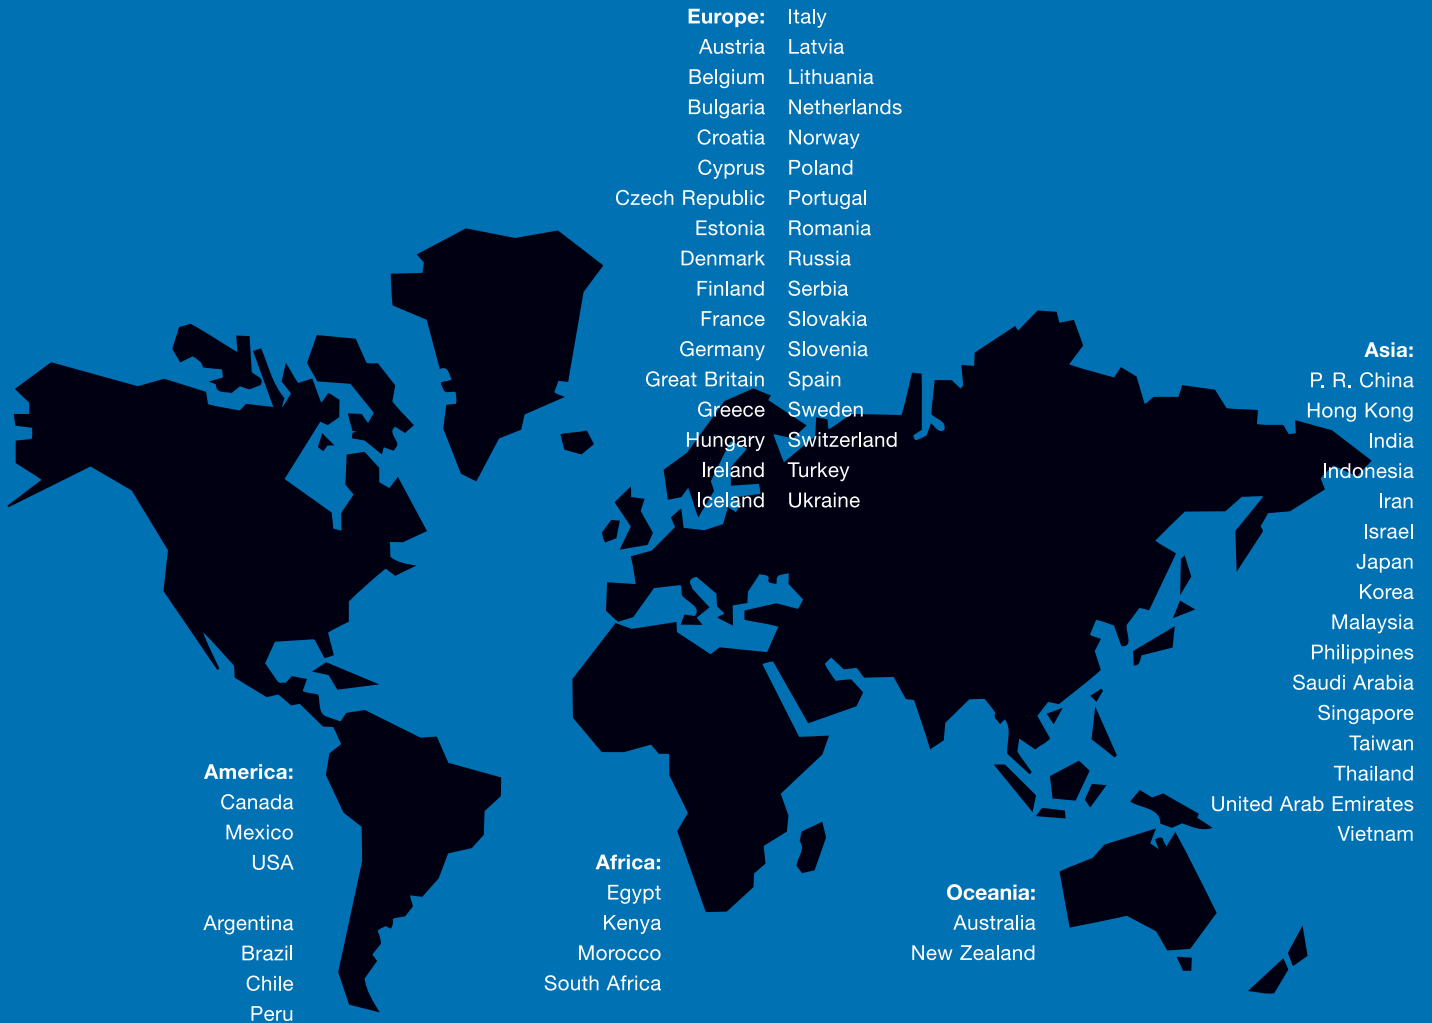 Europe:
Austria
Belgium
Bulgaria
Croatia
Cyprus
Czech Republic
Estonia
Denmark
Finland
France
Germany
Great Britain
Greece
Hungary
Ireland
Iceland
Italy
Latvia
Lithuania
Netherlands
Norway
Poland
Portugal
Romania
Russia
Serbia
Slovakia
Slovenia
Spain
Sweden
Switzerland
Turkey
Ukraine
Asia:
P. R. China
Hong Kong
India
Indonesia
Iran
Israel
Japan
Korea
Malaysia
Philippines
Saudi Arabia
Singapore
Taiwan
Thailand
United Arab Emirates
Vietnam
America:
Canada
Mexico
USA
Argentina
Brazil
Chile
Peru
Africa:
Egypt
Kenya
Morocco
South Africa
Oceania:
Australia
New Zealand